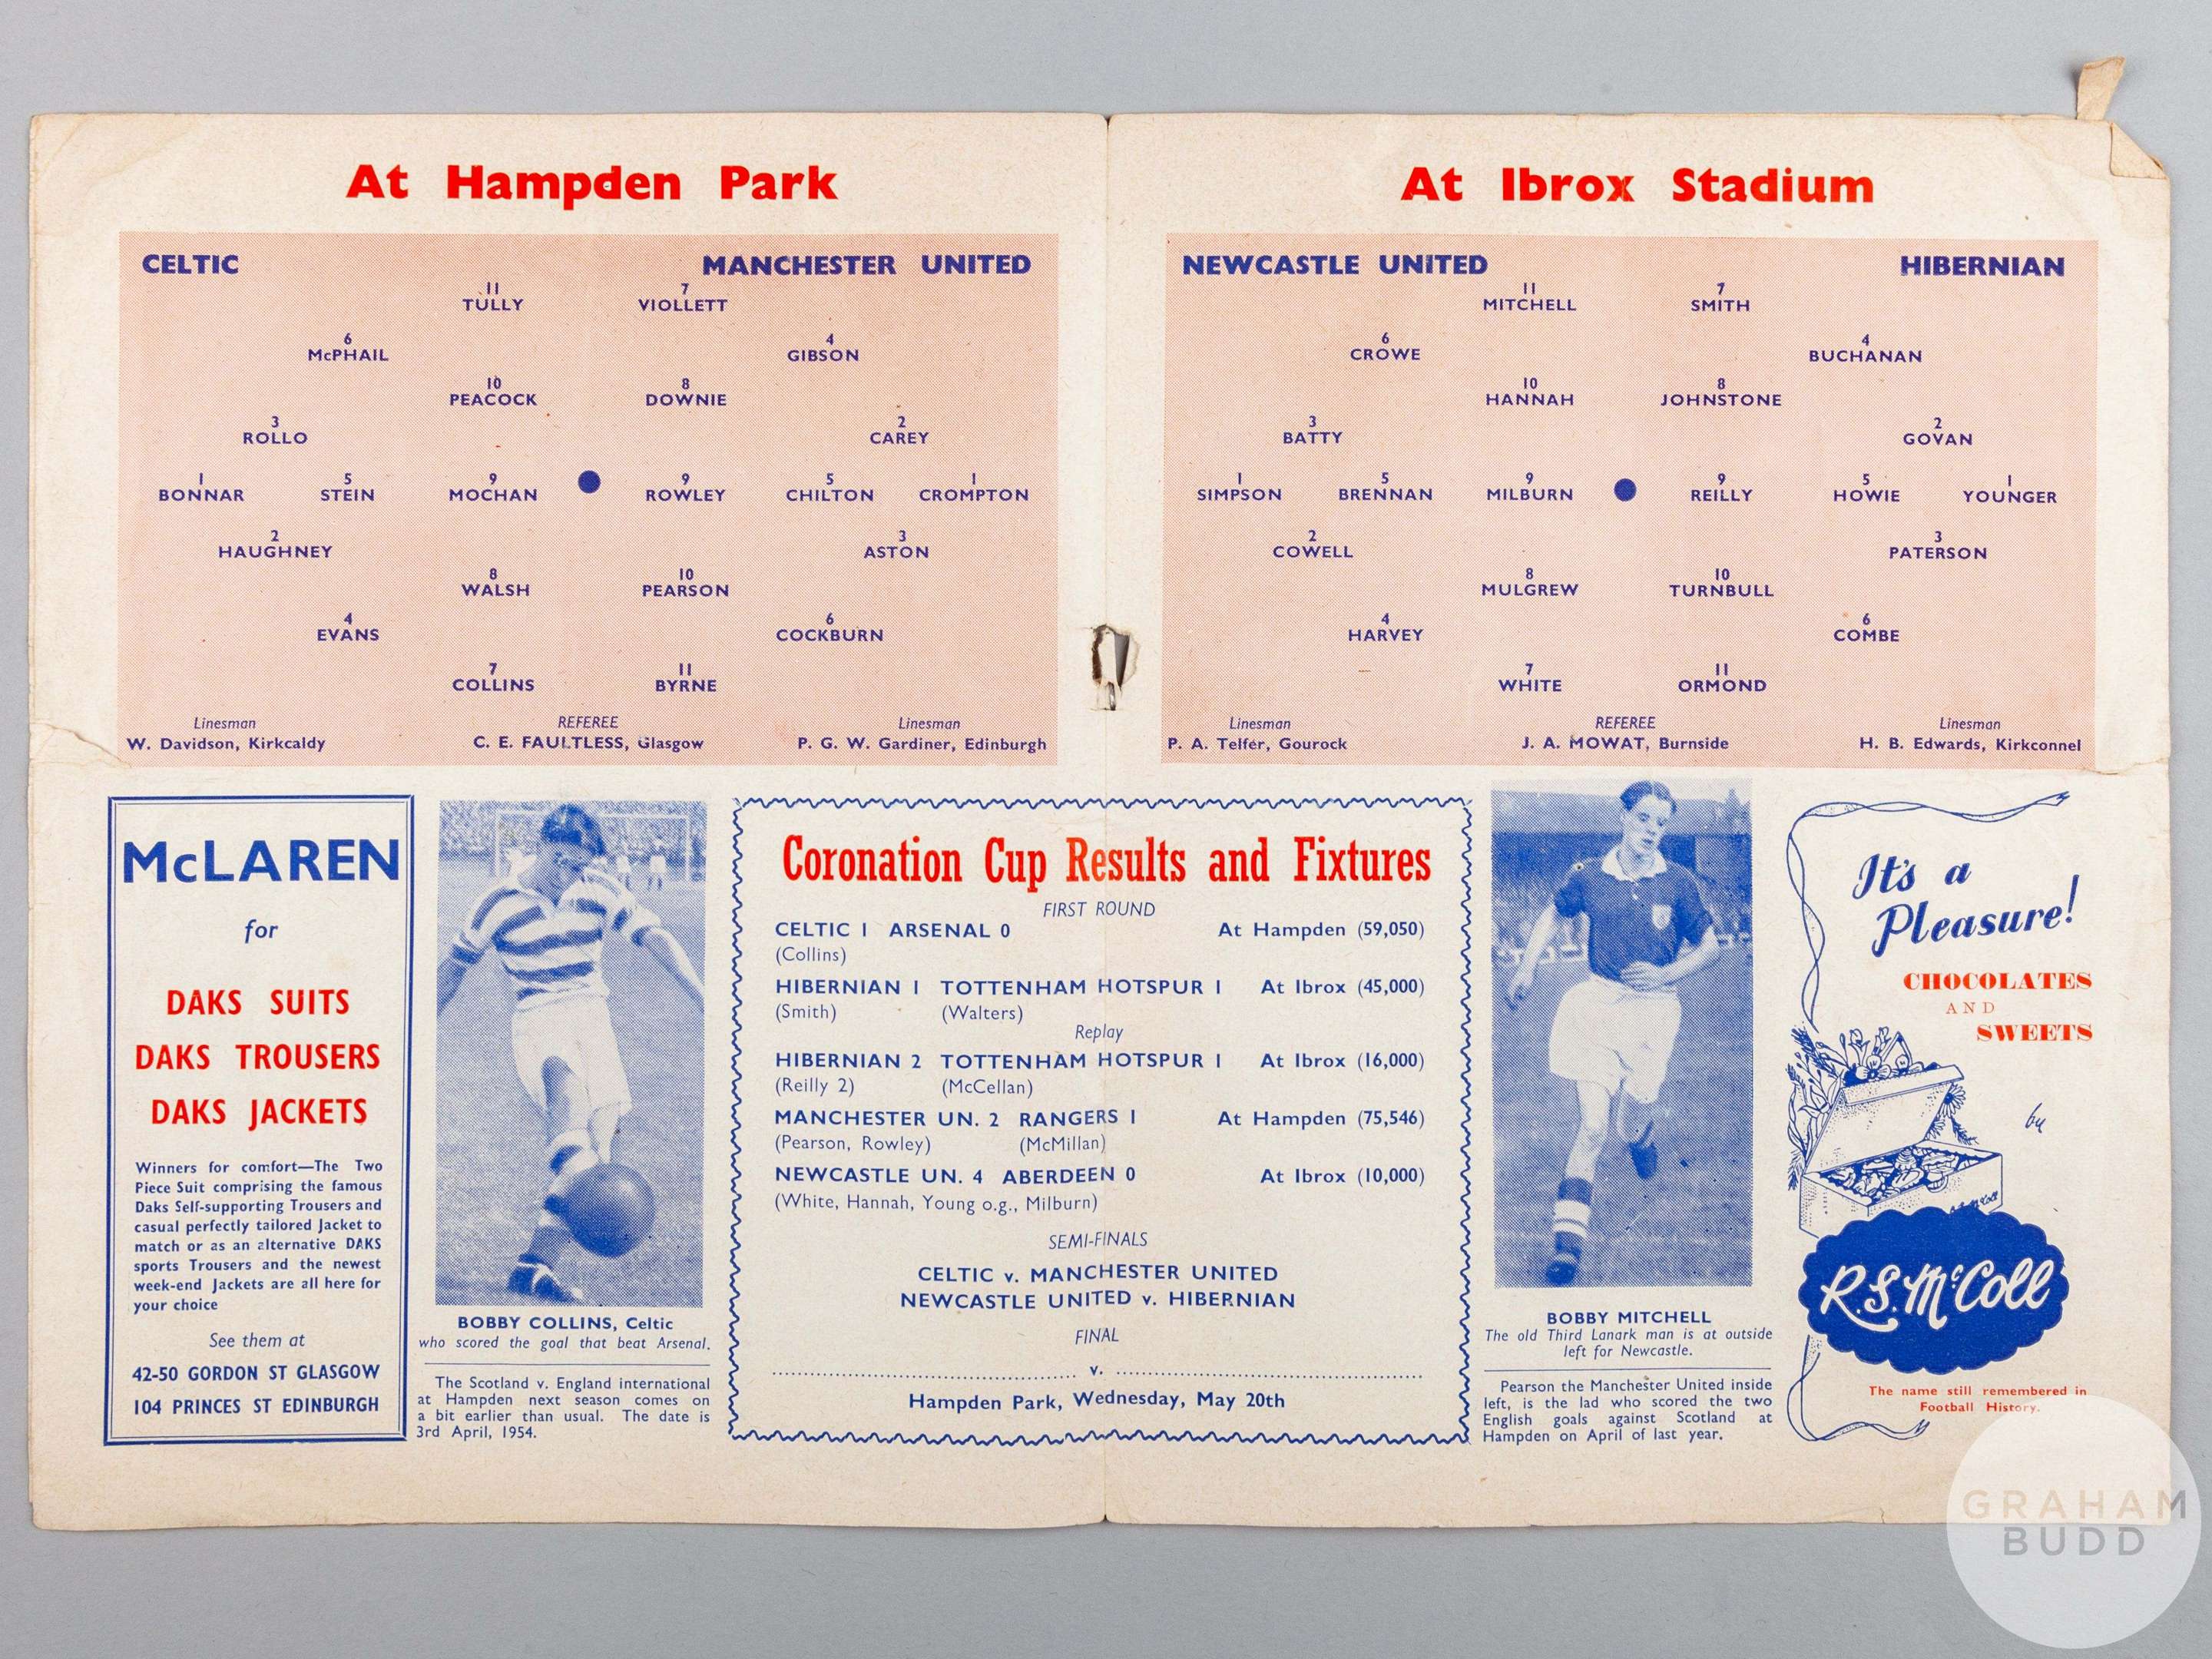 At Hampden Park
CELTIC MANCHESTER UNITED
11 7
TULLY VIOLLETT
6 4
McPHAIL GIBSON
10 8
PEACOCK DOWNIE
3 2
ROLLO CAREY
1 5 9 9 5 1
BONNAR STEIN MOCHAN ROWLEY CHILTON CROMPTON
2 3
HAUGHNEY ASTON
8 10
WALSH PEARSON
4 6
EVANS COCKBURN
7 11
COLLINS BYRNE
Linesman REFEREE Linesman
W. Davidson, Kirkcaldy C. E. FAULTLESS, Glasgow P. G. W. Gardiner, Edinburgh
At Ibrox Stadium
NEWCASTLE UNITED HIBERNIAN
11 7
MITCHELL SMITH
6 4
CROWE BUCHANAN
10 8
HANNAH JOHNSTONE
3 2
BATTY GOVAN
1 5 9 9 5 1
SIMPSON BRENNAN MILBURN REILLY HOWIE YOUNGER
2 3
COWELL PATERSON
8 10
MULGREW TURNBULL
4 6
HARVEY COMBE
7 11
WHITE ORMOND
Linesman REFEREE Linesman
P. A. Telfer, Gourock J. A. MOWAT, Burnside H. B. Edwards, Kirkconnel
McLAREN
for
DAKS SUITS
DAKS TROUSERS
DAKS JACKETS
Winners for comfort—The Two
Piece Suit comprising the famous
Daks Self-supporting Trousers and
casual perfectly tailored Jacket to
match or as an alternative DAKS
sports Trousers and the newest
week-end Jackets are all here for
your choice
See them at
42-50 GORDON ST GLASGOW
104 PRINCES ST EDINBURGH
BOBBY COLLINS, Celtic
who scored the goal that beat Arsenal.
The Scotland v. England international
at Hampden next season comes on
a bit earlier than usual. The date is
3rd April, 1954.
Coronation Cup Results and Fixtures
FIRST ROUND
CELTIC 1 ARSENAL 0 At Hampden (59,050)
(Collins)
HIBERNIAN 1 TOTTENHAM HOTSPUR 1 At Ibrox (45,000)
(Smith) (Walters)
Replay
HIBERNIAN 2 TOTTENHAM HOTSPUR 1 At Ibrox (16,000)
(Reilly 2) (McCellan)
MANCHESTER UN. 2 RANGERS 1 At Hampden (75,546)
(Pearson, Rowley) (McMillan)
NEWCASTLE UN. 4 ABERDEEN 0 At Ibrox (10,000)
(White, Hannah, Young o.g., Milburn)
SEMI-FINALS
CELTIC v. MANCHESTER UNITED
NEWCASTLE UNITED v. HIBERNIAN
FINAL
........................ v. ........................
Hampden Park, Wednesday, May 20th
BOBBY MITCHELL
The old Third Lanark man is at outside
left for Newcastle.
Pearson the Manchester United inside
left, is the lad who scored the two
English goals against Scotland at
Hampden on April of last year.
It's a
Pleasure!
CHOCOLATES
AND
SWEETS
by
R.S. McColl
The name still remembered in
Football History.
GRAHAM
BUDD